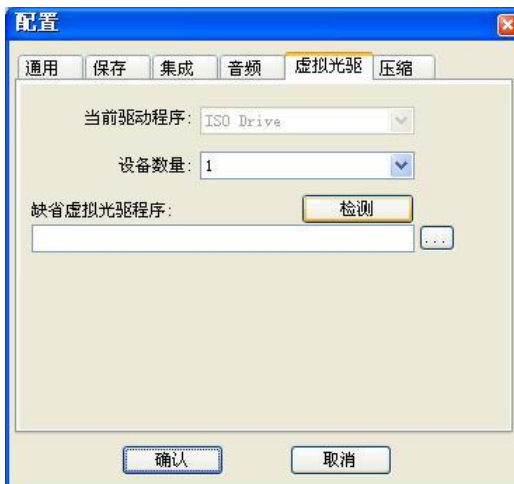 配置
通用 保存 集成 音频 虚拟光驱 压缩
当前驱动程序: ISO Drive
设备数量: 1
缺省虚拟光驱程序: 检测
...
确认 取消